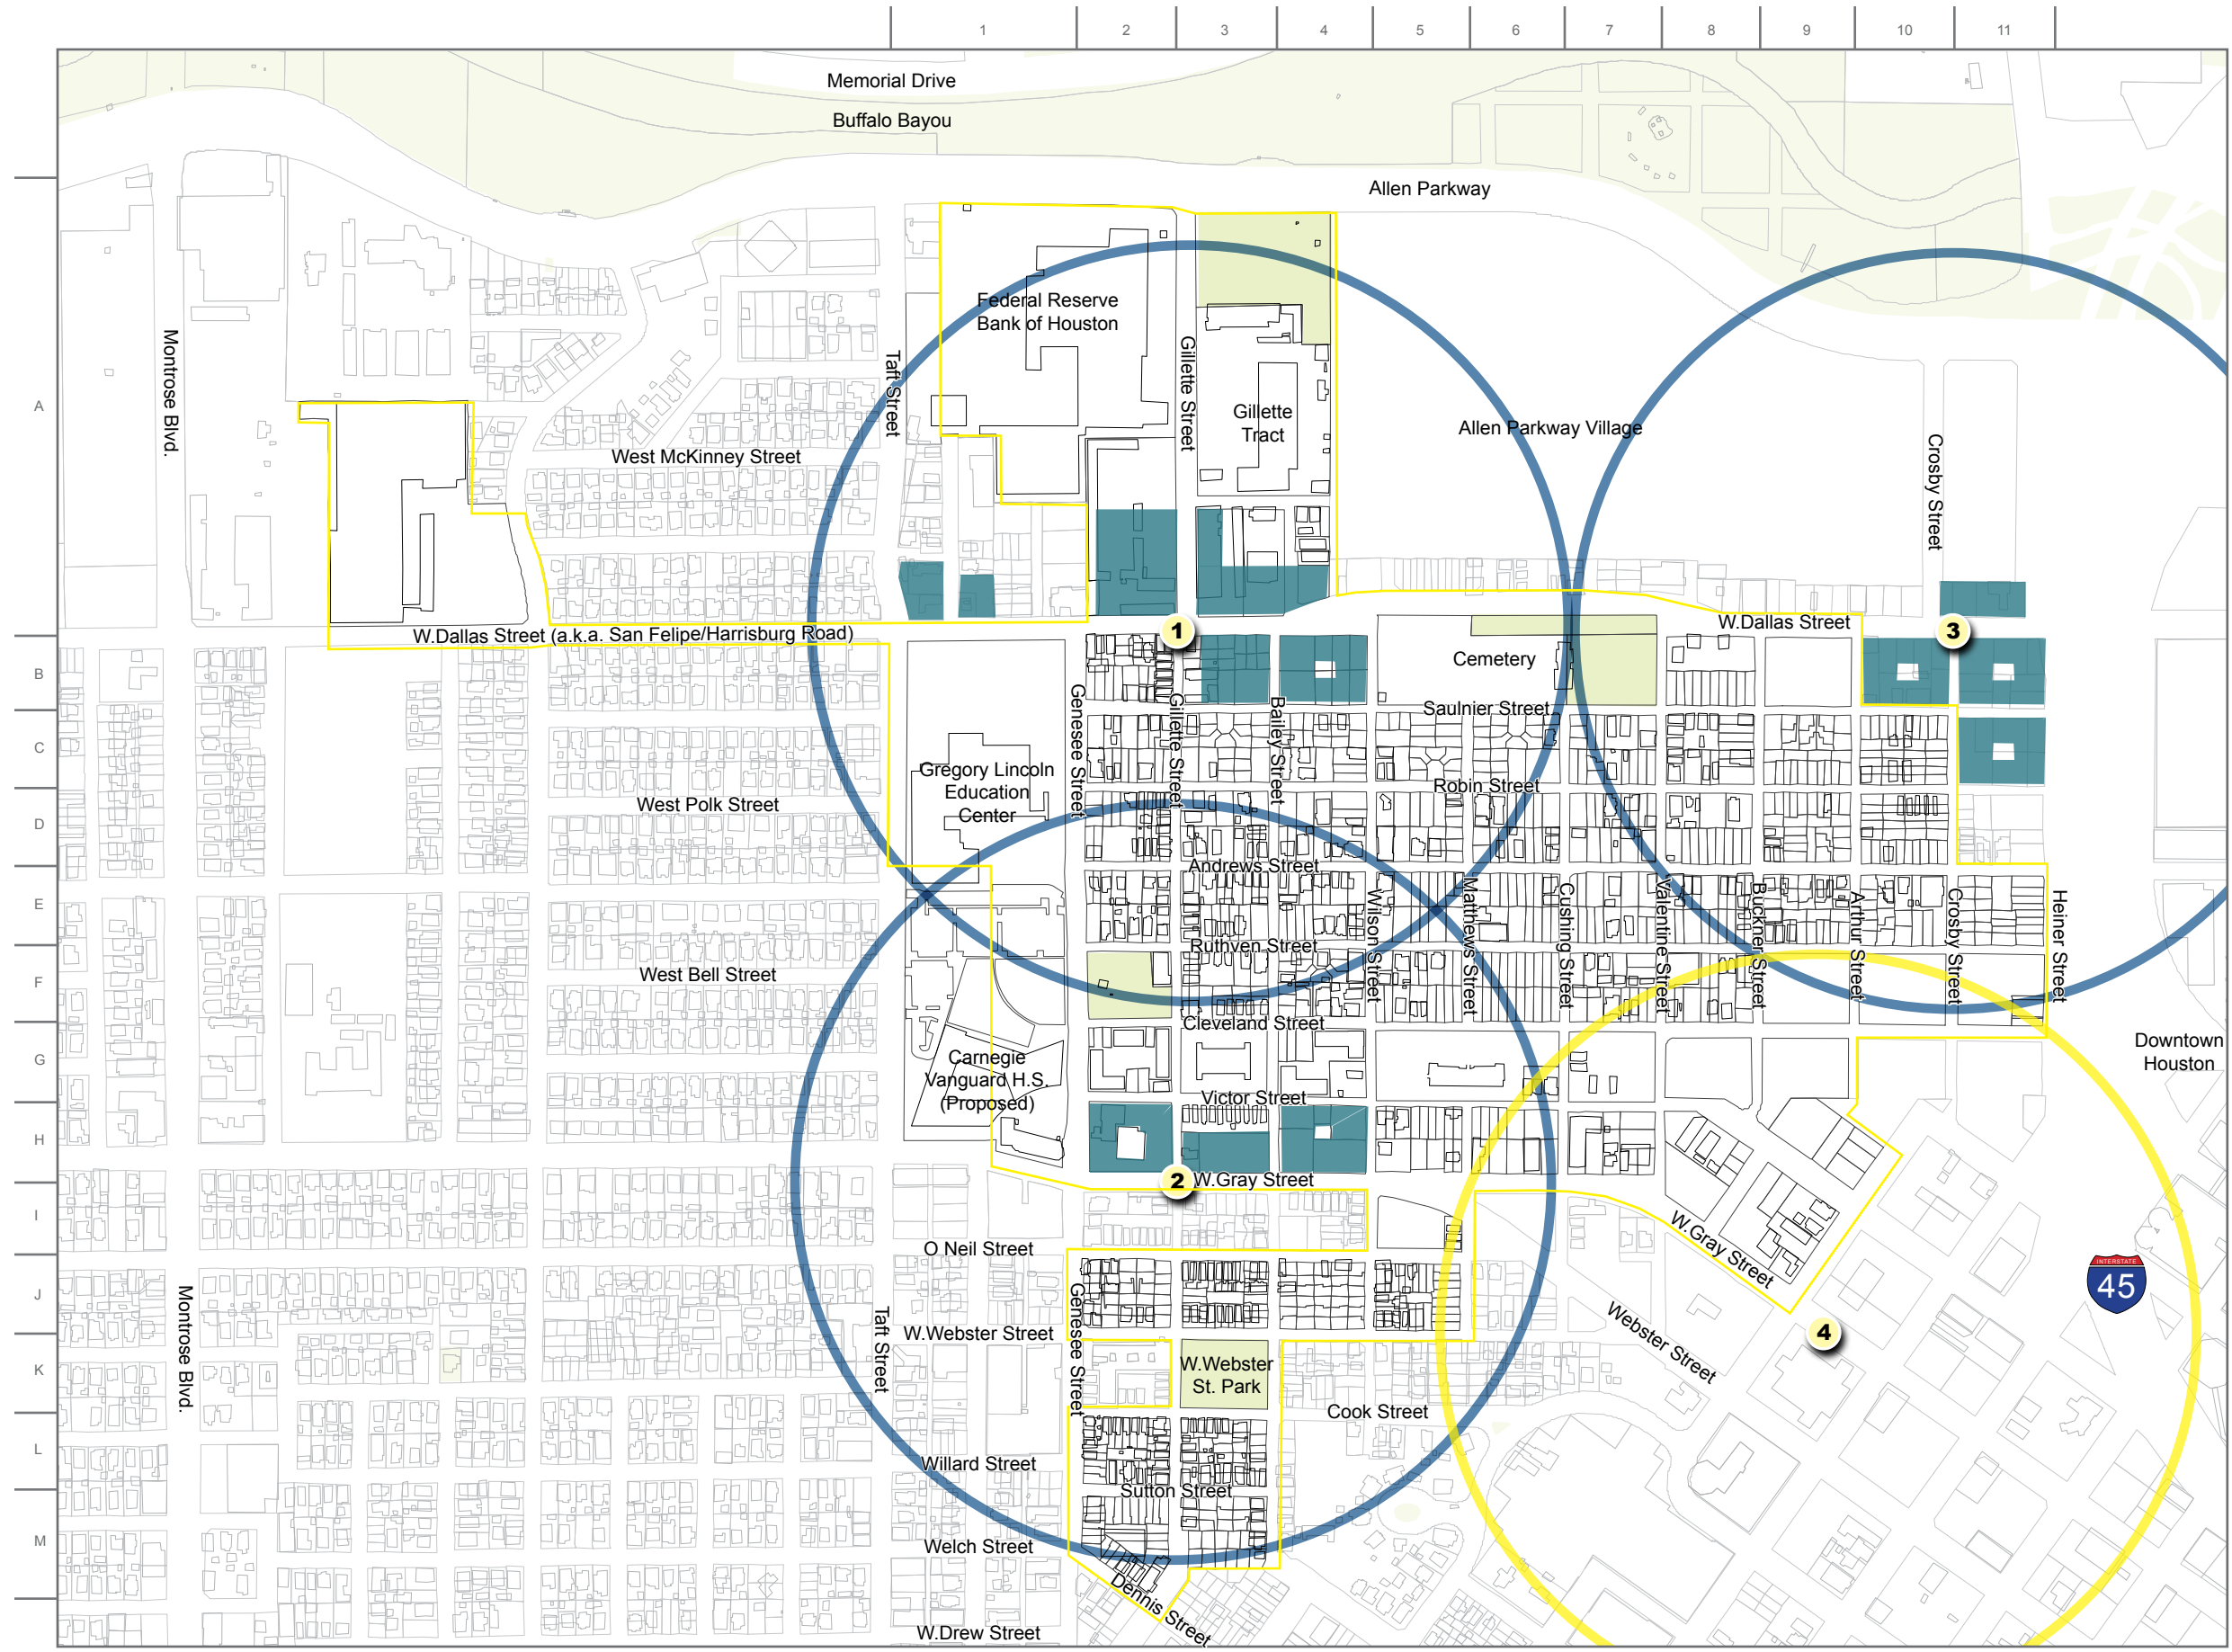 1 2 3 4 5 6 7 8 9 10 11
Memorial Drive
Buffalo Bayou
Allen Parkway
Federal Reserve
Bank of Houston
Montrose Blvd.
Taft Street
Gillette Street
A
Gillette
Tract
Allen Parkway Village
Crosby Street
West McKinney Street
W.Dallas Street (a.k.a. San Felipe/Harrisburg Road)
1
W.Dallas Street
3
B
Cemetery
Genesee Street
Gillette Street
Bailey Street
Saulnier Street
C
Gregory Lincoln
Education
Center
Robin Street
West Polk Street
D
Andrews Street
E
Wilson Street
Matthews Street
Cushing Street
Valentine Street
Buckner Street
Arthur Street
Crosby Street
Heiner Street
Ruthven Street
West Bell Street
F
Cleveland Street
G
Carnegie
Vanguard H.S.
(Proposed)
Downtown
Houston
Victor Street
H
2
W.Gray Street
I
W.Gray Street
O Neil Street
INTERSTATE
45
J
Montrose Blvd.
Taft Street
Genesee Street
W.Webster Street
Webster Street
4
K
W.Webster
St. Park
Cook Street
L
Willard Street
Sutton Street
M
Welch Street
Dennis Street
W.Drew Street